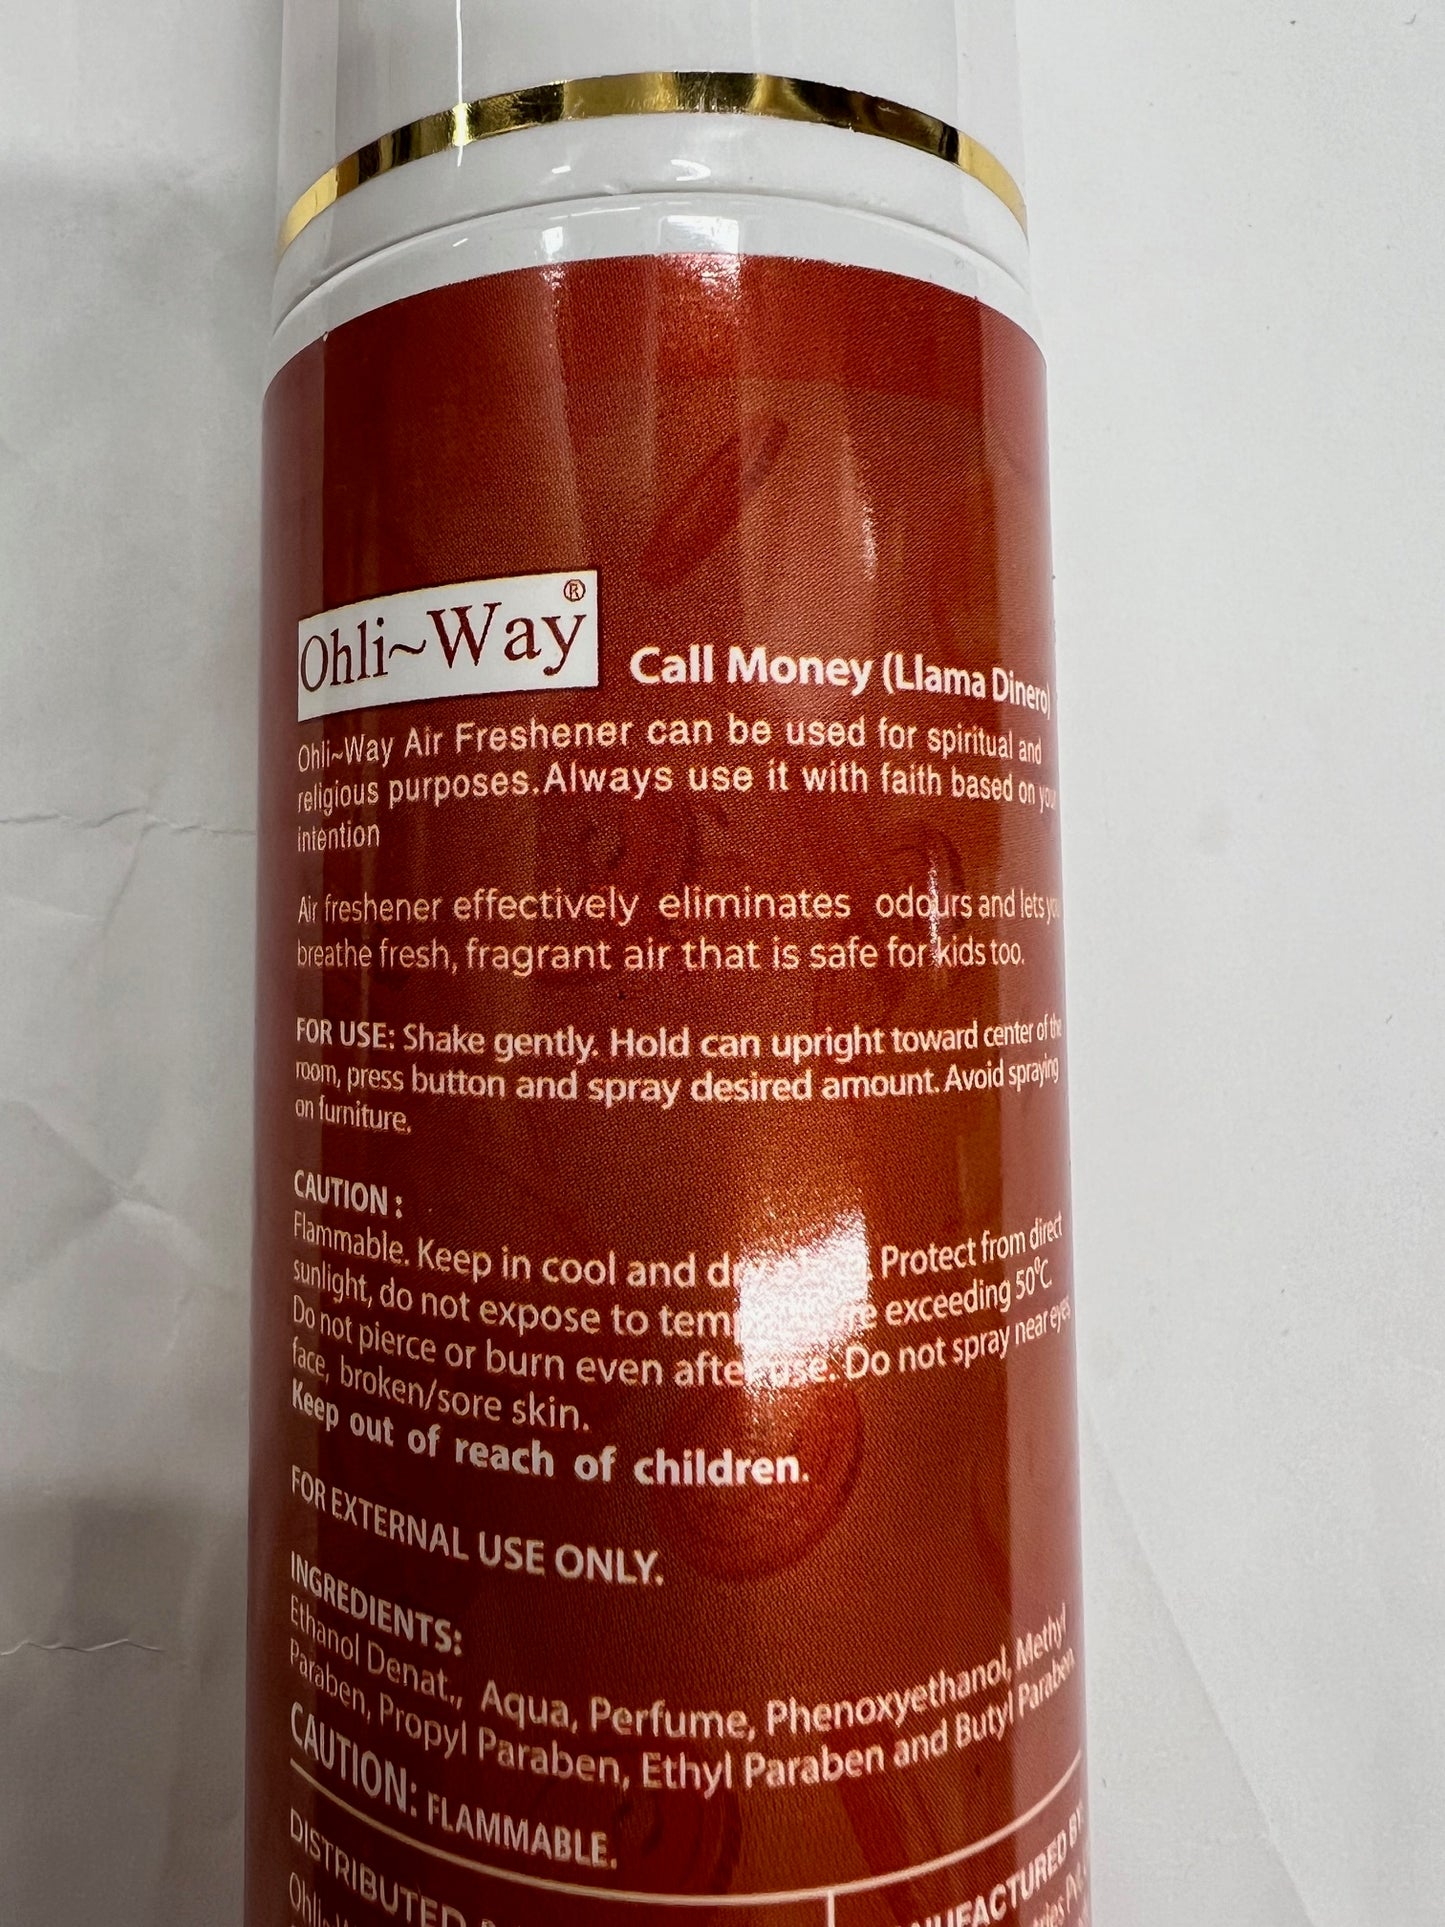 Ohli~Way®
Call Money (Llama Dinero)
Ohli~Way Air Freshener can be used for spiritual and
religious purposes.Always use it with faith based on your
intention
Air freshener effectively eliminates odours and lets
breathe fresh, fragrant air that is safe for kids too.
FOR USE: Shake gently. Hold can upright toward center of the
room, press button and spray desired amount. Avoid spraying
on furniture.
CAUTION :
Flammable. Keep in cool and dry place. Protect from direct
sunlight, do not expose to temperature exceeding 50°C.
Do not pierce or burn even after use. Do not spray near eyes,
face, broken/sore skin.
Keep out of reach of children.
FOR EXTERNAL USE ONLY.
INGREDIENTS:
Ethanol Denat., Aqua, Perfume, Phenoxyethanol, Methyl
Paraben, Propyl Paraben, Ethyl Paraben and Butyl Paraben.
CAUTION: FLAMMABLE.
DISTRIBUTED
MANUFACTURED BY: